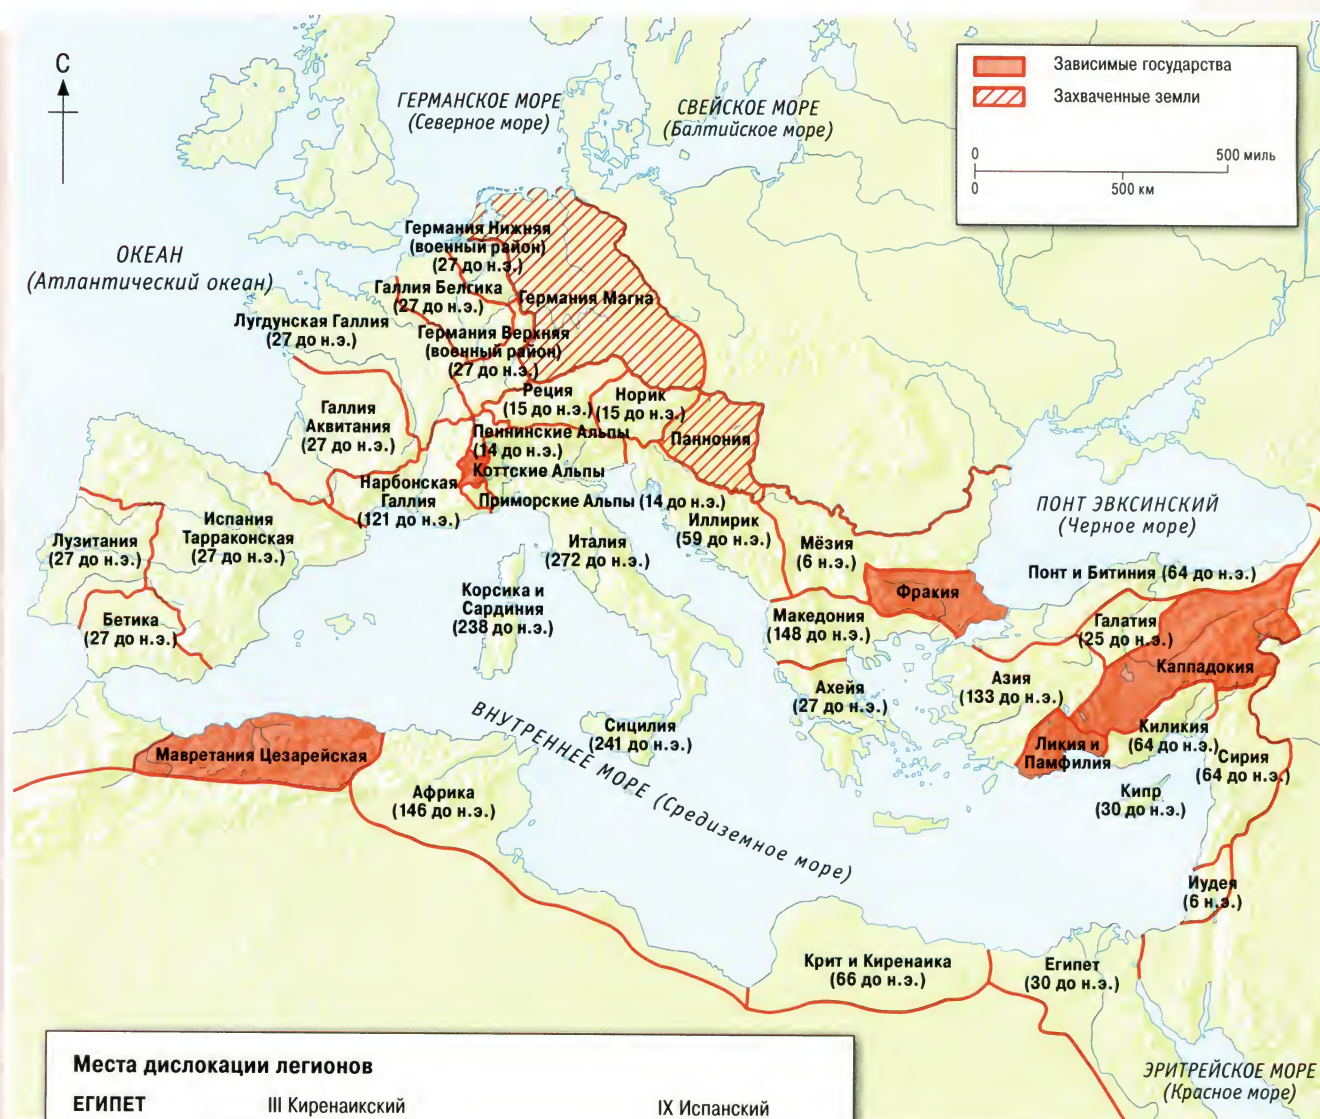 С
ГЕРМАНСКОЕ МОРЕ
(Северное море)
СВЕЙСКОЕ МОРЕ
(Балтийское море)
Зависимые государства
Захваченные земли
0
500 миль
0
500 км
ОКЕАН
(Атлантический океан)
Германия Нижняя
(военный район)
(27 до н.э.)
Галлия Белгика
(27 до н.э.)
Германия Магна
Лугдунская Галлия
(27 до н.э.)
Германия Верхняя
(военный район)
(27 до н.э.)
Реция
(15 до н.э.)
Норик
(15 до н.э.)
Галлия
Аквитания
(27 до н.э.)
Пеннинские Альпы
(14 до н.э.)
Паннония
Коттские Альпы
Нарбонская
Галлия
(121 до н.э.)
Приморские Альпы (14 до н.э.)
ПОНТ ЭВКСИНСКИЙ
(Черное море)
Лузитания
(27 до н.э.)
Испания
Тарраконская
(27 до н.э.)
Иллирик
(59 до н.э.)
Италия
(272 до н.э.)
Мёзия
(6 до н.э.)
Понт и Битиния (64 до н.э.)
Корсика и
Сардиния
(238 до н.э.)
Фракия
Бетика
(27 до н.э.)
Македония
(148 до н.э.)
Галатия
(25 до н.э.)
Каппадокия
Азия
(133 до н.э.)
Ахейя
(27 до н.э.)
ВНУТРЕННЕЕ МОРЕ (Средиземное море)
Сицилия
(241 до н.э.)
Киликия
(64 до н.э.)
Ликия и
Памфилия
Сирия
(64 до н.э.)
Мавретания Цезарейская
Африка
(146 до н.э.)
Кипр
(30 до н.э.)
Иудея
(6 н.э.)
Крит и Киренаика
(66 до н.э.)
Египет
(30 до н.э.)
ЭРИТРЕЙСКОЕ МОРЕ
(Красное море)
Места дислокации легионов
ЕГИПЕТ III Киренаикский IX Испанский